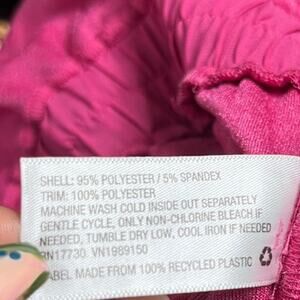 SHELL: 95% POLYESTER / 5% SPANDEX
TRIM: 100% POLYESTER
MACHINE WASH COLD INSIDE OUT SEPARATELY
GENTLE CYCLE, ONLY NON-CHLORINE BLEACH IF
NEEDED, TUMBLE DRY LOW, COOL IRON IF NEEDED
RN17730 VN1989150
LABEL MADE FROM 100% RECYCLED PLASTIC